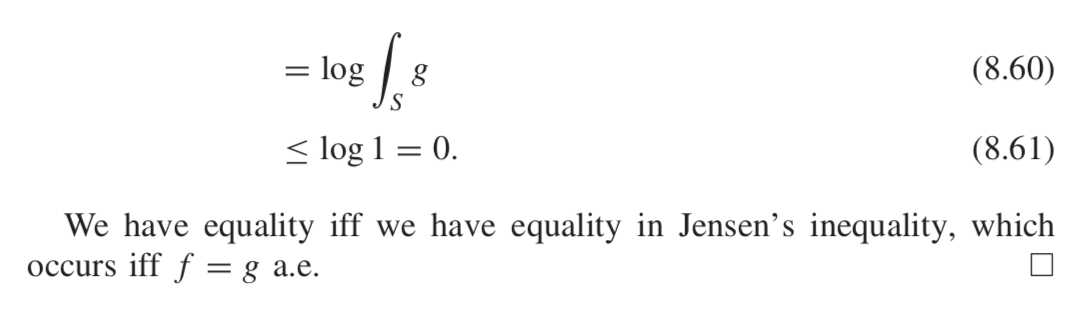 = log ∫_S g (8.60)
≤ log 1 = 0. (8.61)
We have equality iff we have equality in Jensen’s inequality, which
occurs iff f = g a.e. □